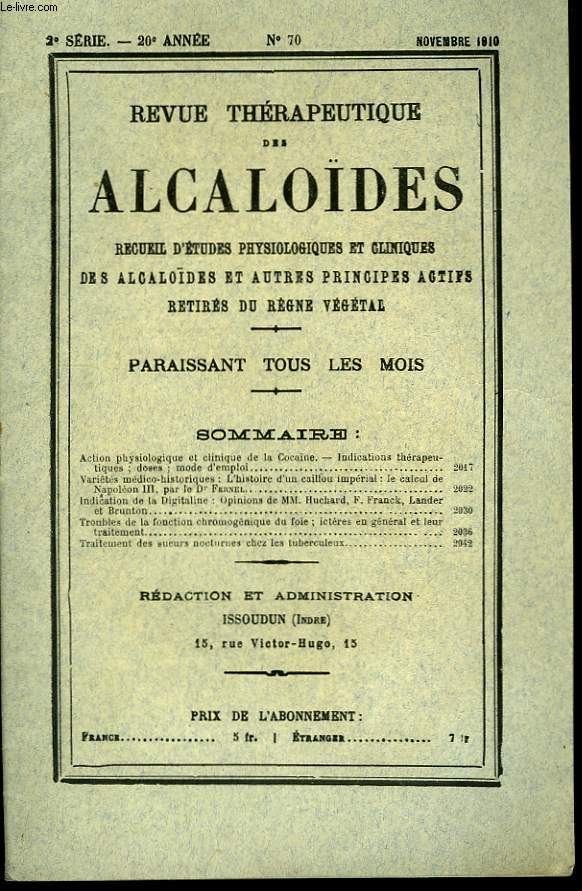 Le-livre.com
2e SÉRIE. — 20e ANNÉE No 70 NOVEMBRE 1910
REVUE THÉRAPEUTIQUE
DES
ALCALOÏDES
RECUEIL D'ÉTUDES PHYSIOLOGIQUES ET CLINIQUES
DES ALCALOÏDES ET AUTRES PRINCIPES ACTIFS
RETIRÉS DU RÈGNE VÉGÉTAL
PARAISSANT TOUS LES MOIS
SOMMAIRE :
Action physiologique et clinique de la Cocaïne. — Indications thérapeu-
tiques ; doses ; mode d'emploi........ 2017
Variétés médico-historiques : L'histoire d'un caillou impérial : le calcul de
Napoléon III, par le Dr FERNEL........ 2022
Indication de la Digitaline : Opinions de MM. Huchard, F. Franck, Lander
et Brunton........ 2030
Troubles de la fonction chromogénique du foie ; ictères en général et leur
traitement........ 2036
Traitement des sueurs nocturnes chez les tuberculeux........ 2042
RÉDACTION ET ADMINISTRATION
ISSOUDUN (INDRE)
15, rue Victor-Hugo, 15
PRIX DE L'ABONNEMENT :
FRANCE........ 5 fr. | ÉTRANGER........ 7 fr